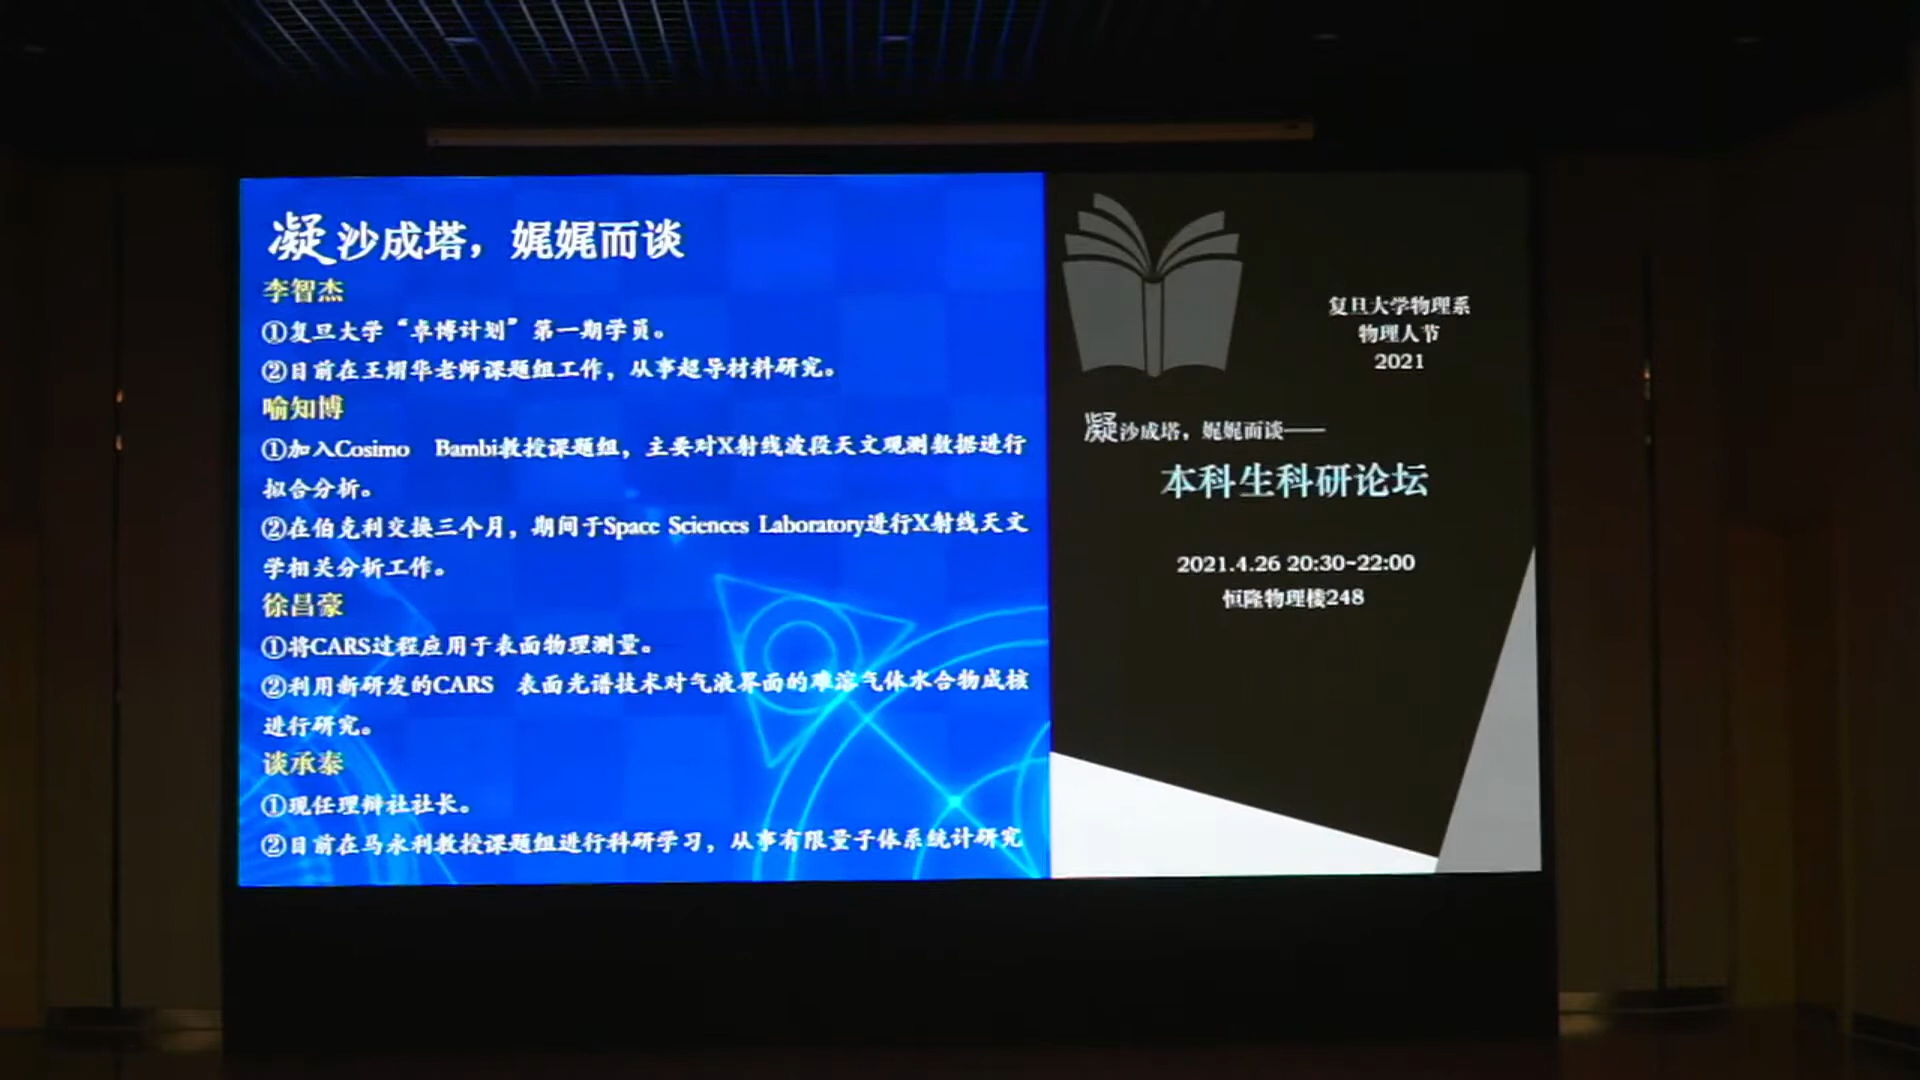 凝沙成塔，娓娓而谈
李智杰
①复旦大学“卓博计划”第一期学员。
②目前在王熠华老师课题组工作，从事超导材料研究。
喻知博
①加入Cosimo Bambi教授课题组，主要对X射线波段天文观测数据进行
拟合分析。
②在伯克利交换三个月，期间于Space Sciences Laboratory进行X射线天文
学相关分析工作。
徐昌豪
①将CARS过程应用于表面物理测量。
②利用新研发的CARS 表面光谱技术对气液界面的难溶气体水合物成核
进行研究。
谈承泰
①现任理辩社社长。
②目前在马永利教授课题组进行科研学习，从事有限量子体系统计研究
复旦大学物理系
物理人节
2021
凝沙成塔，娓娓而谈——
本科生科研论坛
2021.4.26 20:30~22:00
恒隆物理楼248